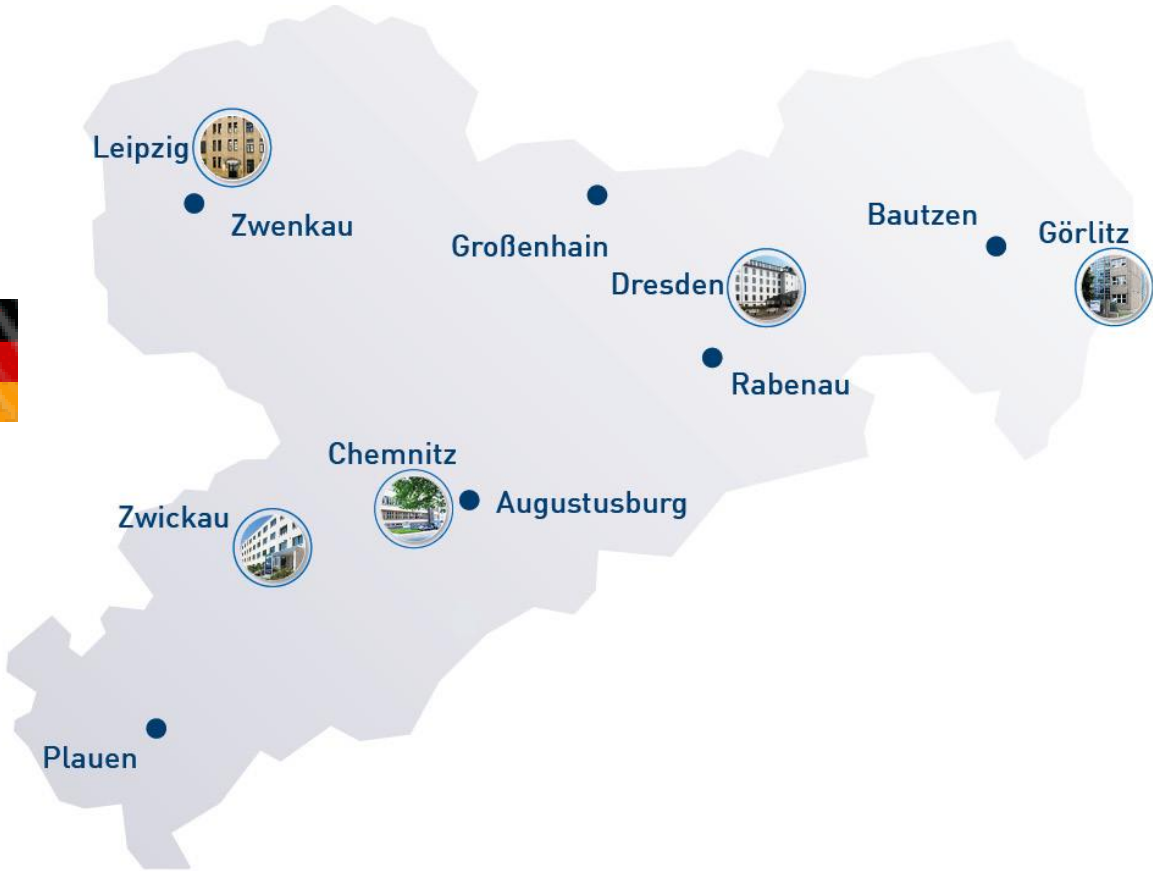 Leipzig
Zwenkau
Großenhain
Bautzen
Görlitz
Dresden
Rabenau
Chemnitz
Augustusburg
Zwickau
Plauen